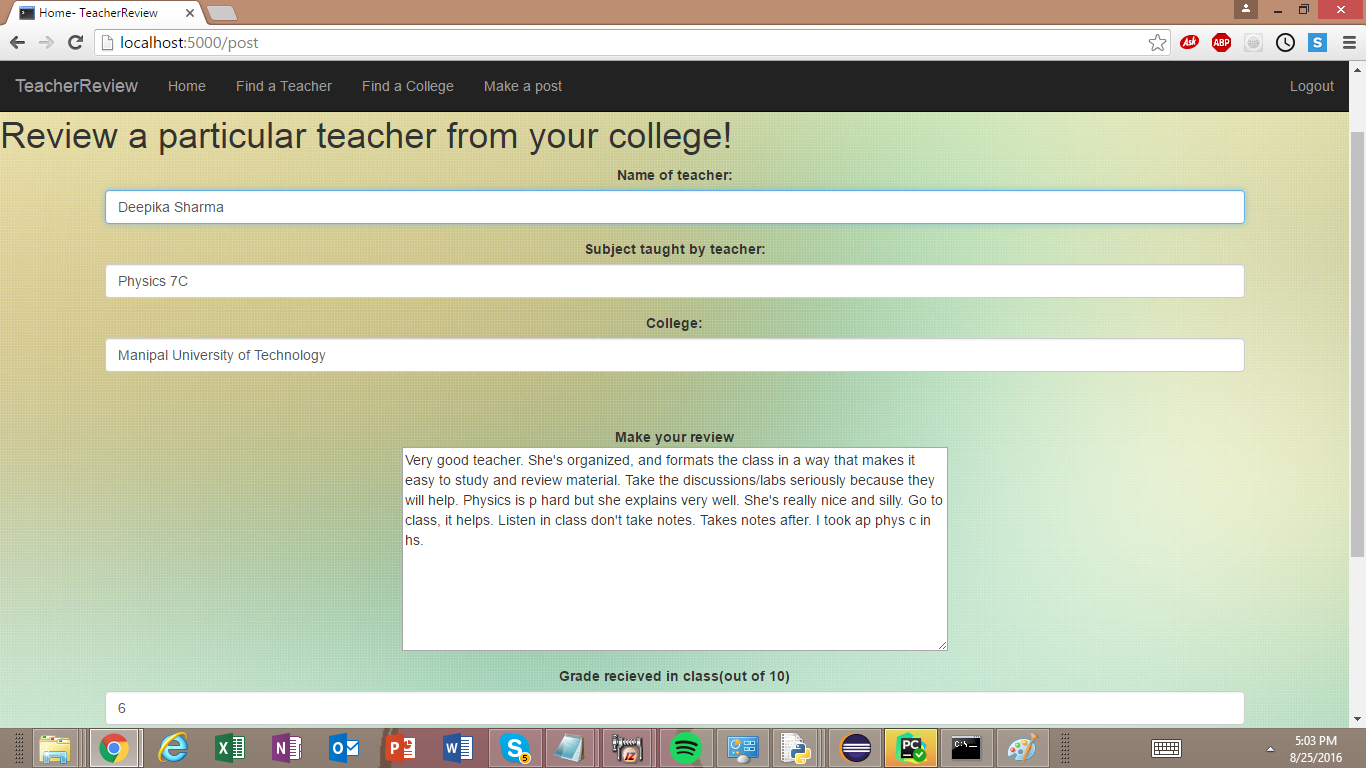 Home- TeacherReview
localhost:5000/post
Ask ABP S
TeacherReview Home Find a Teacher Find a College Make a post Logout
Review a particular teacher from your college!
Name of teacher:
Deepika Sharma
Subject taught by teacher:
Physics 7C
College:
Manipal University of Technology
Make your review
Very good teacher. She's organized, and formats the class in a way that makes it
easy to study and review material. Take the discussions/labs seriously because they
will help. Physics is p hard but she explains very well. She's really nice and silly. Go to
class, it helps. Listen in class don't take notes. Takes notes after. I took ap phys c in
hs.
Grade recieved in class(out of 10)
6
5:03 PM
8/25/2016